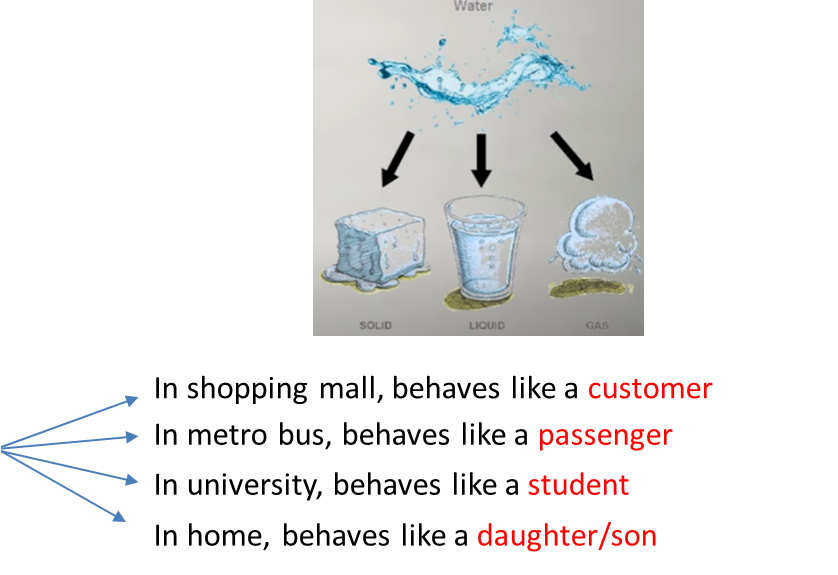 Water
SOLID LIQUID GAS
In shopping mall, behaves like a customer
In metro bus, behaves like a passenger
In university, behaves like a student
In home, behaves like a daughter/son